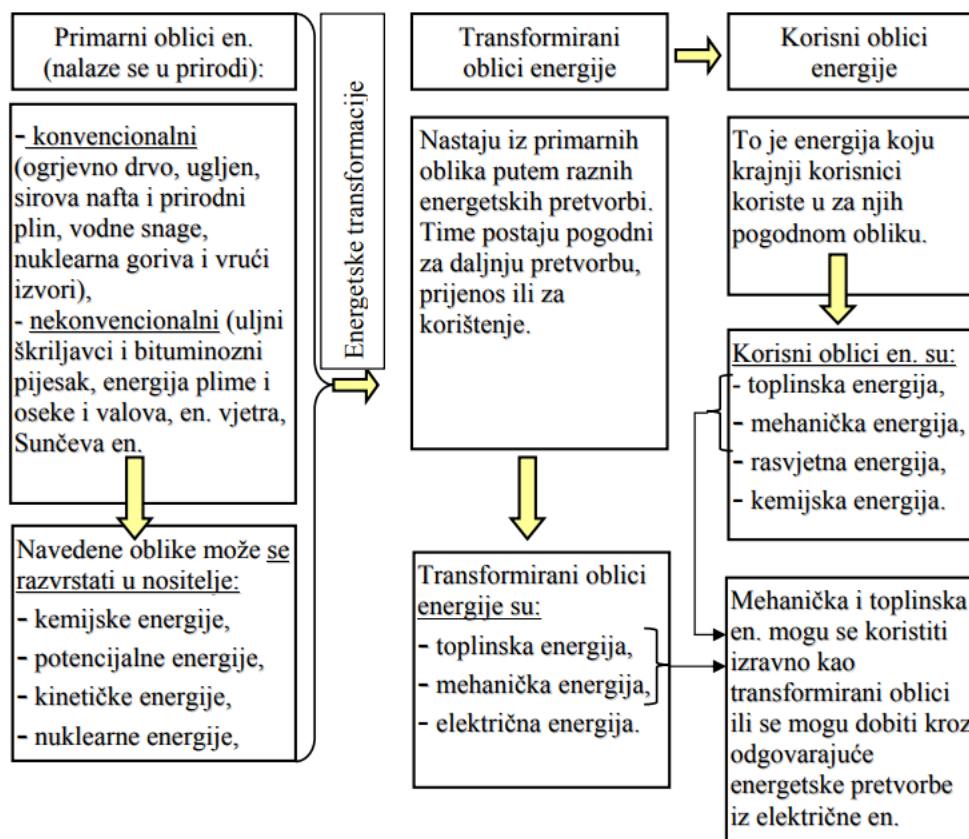 Primarni oblici en.
(nalaze se u prirodi):
- konvencionalni
(ogrjevno drvo, ugljen,
sirova nafta i prirodni
plin, vodne snage,
nuklearna goriva i vrući
izvori),
- nekonvencionalni (uljni
škriljavci i bituminozni
pijesak, energija plime i
oseke i valova, en. vjetra,
Sunčeva en.
Navedene oblike može se
razvrstati u nositelje:
- kemijske energije,
- potencijalne energije,
- kinetičke energije,
- nuklearne energije,
Energetske transformacije
Transformirani
oblici energije
Nastaju iz primarnih
oblika putem raznih
energetskih pretvorbi.
Time postaju pogodni
za daljnju pretvorbu,
prijenos ili za
korištenje.
Transformirani oblici
energije su:
- toplinska energija,
- mehanička energija,
- električna energija.
Korisni oblici
energije
To je energija koju
krajnji korisnici
koriste u za njih
pogodnom obliku.
Korisni oblici en. su:
- toplinska energija,
- mehanička energija,
- rasvjetna energija,
- kemijska energija.
Mehanička i toplinska
en. mogu se koristiti
izravno kao
transformirani oblici
ili se mogu dobiti kroz
odgovarajuće
energetske pretvorbe
iz električne en.